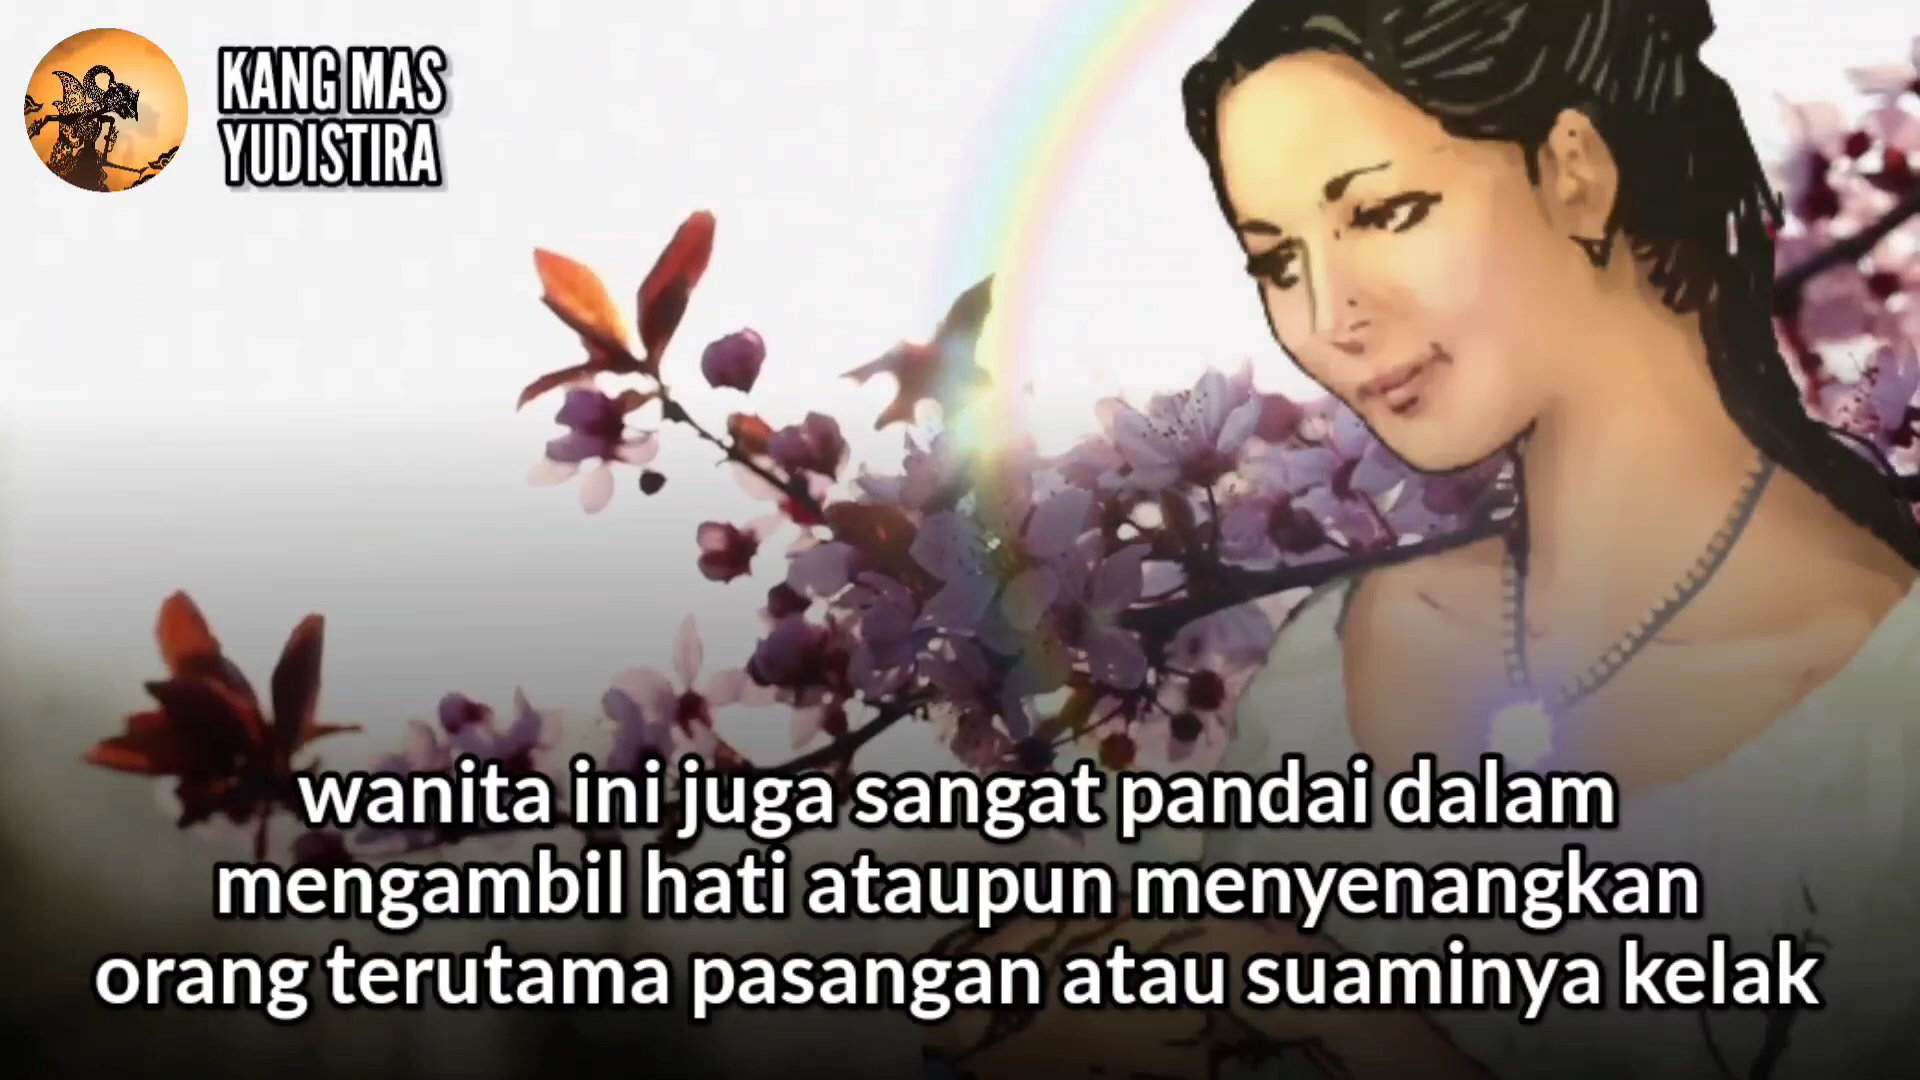 KANG MAS
YUDISTIRA
wanita ini juga sangat pandai dalam
mengambil hati ataupun menyenangkan
orang terutama pasangan atau suaminya kelak